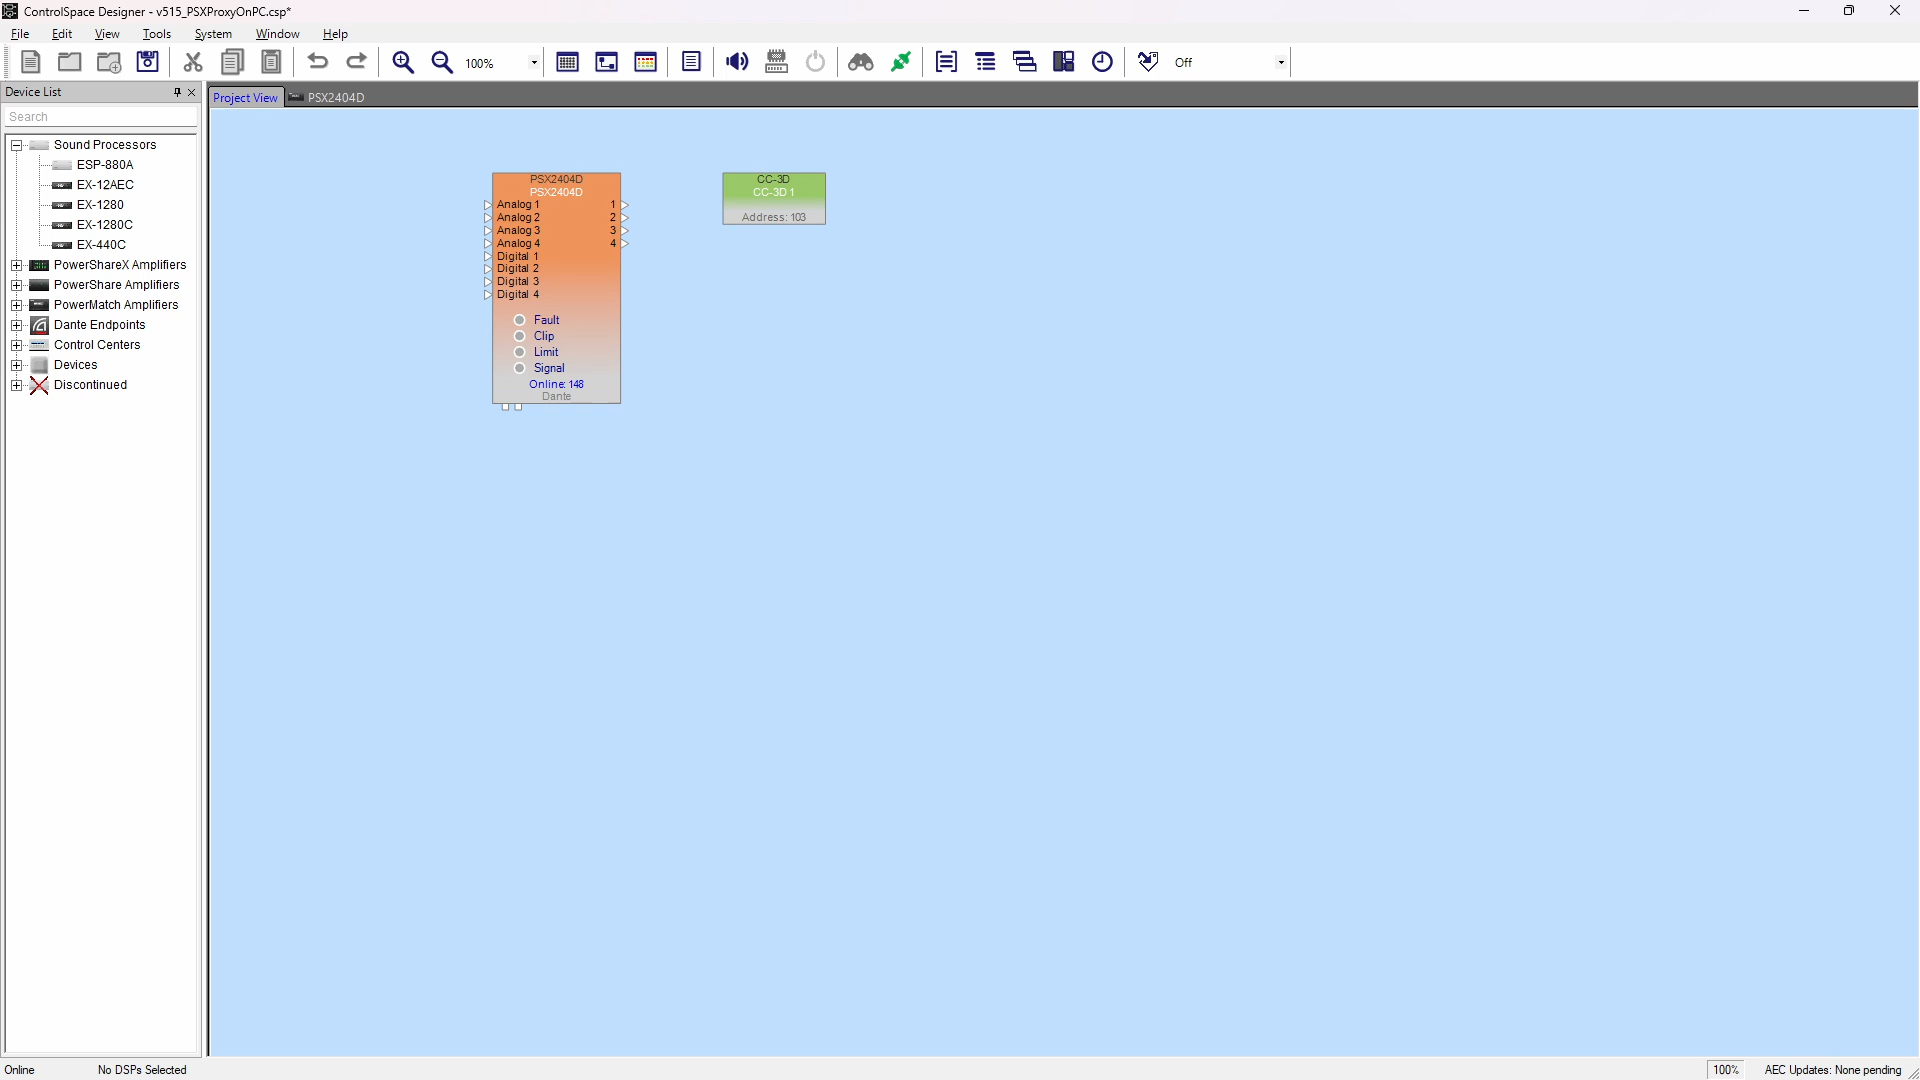 ControlSpace Designer - v515_PSXProxyOnPC.csp*
File Edit View Tools System Window Help
100% Off
Device List
Search
Sound Processors
ESP-880A
EX-12AEC
EX-1280
EX-1280C
EX-440C
PowerShareX Amplifiers
PowerShare Amplifiers
PowerMatch Amplifiers
Dante Endpoints
Control Centers
Devices
Discontinued
Project View PSX2404D
PSX2404D
PSX2404D
Analog 1 1
Analog 2 2
Analog 3 3
Analog 4 4
Digital 1
Digital 2
Digital 3
Digital 4
Fault
Clip
Limit
Signal
Online: 148
Dante
CC-3D
CC-3D 1
Address: 103
Online No DSPs Selected 100% AEC Updates: None pending